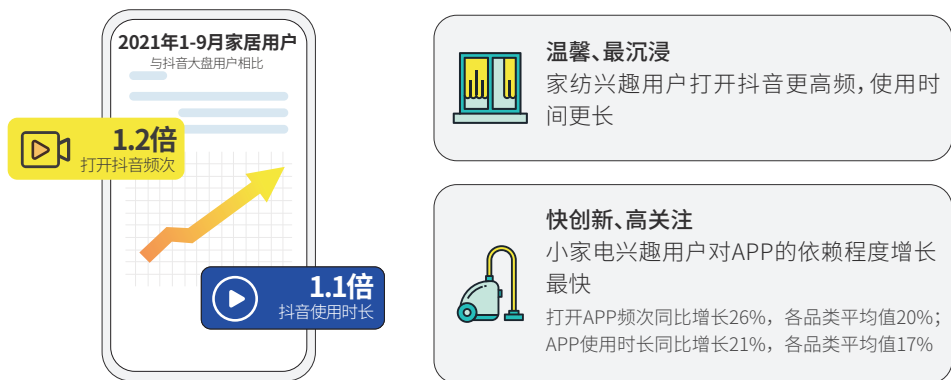 2021年1-9月家居用户
与抖音大盘用户相比
1.2倍
打开抖音频次
1.1倍
抖音使用时长
温馨、最沉浸
家纺兴趣用户打开抖音更高频，使用时
间更长
快创新、高关注
小家电兴趣用户对APP的依赖程度增长
最快
打开APP频次同比增长26%，各品类平均值20%；
APP使用时长同比增长21%，各品类平均值17%